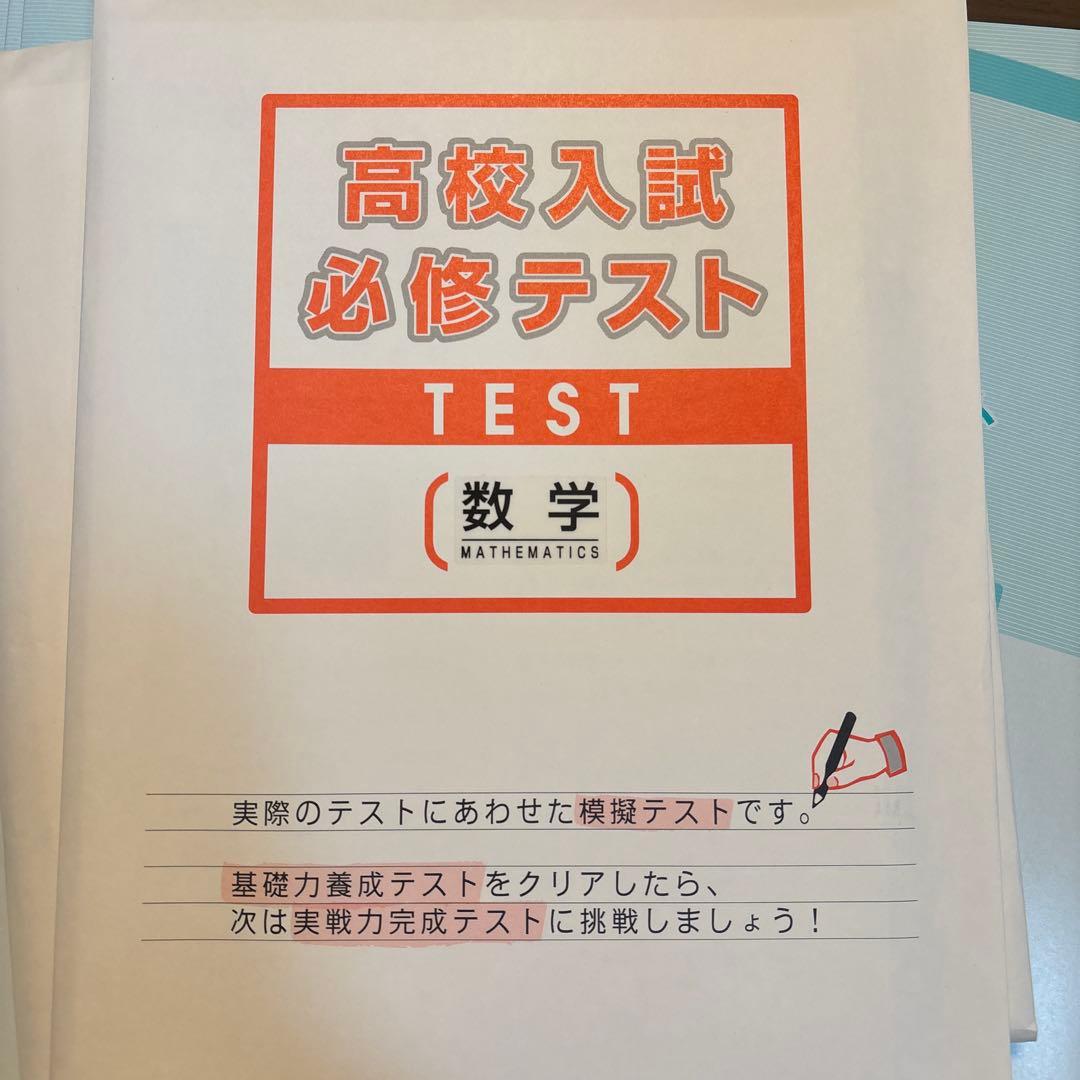 高校入試
必修テスト
TEST
数学
MATHEMATICS
実際のテストにあわせた模擬テストです。
基礎力養成テストをクリアしたら、
次は実戦力完成テストに挑戦しましょう！